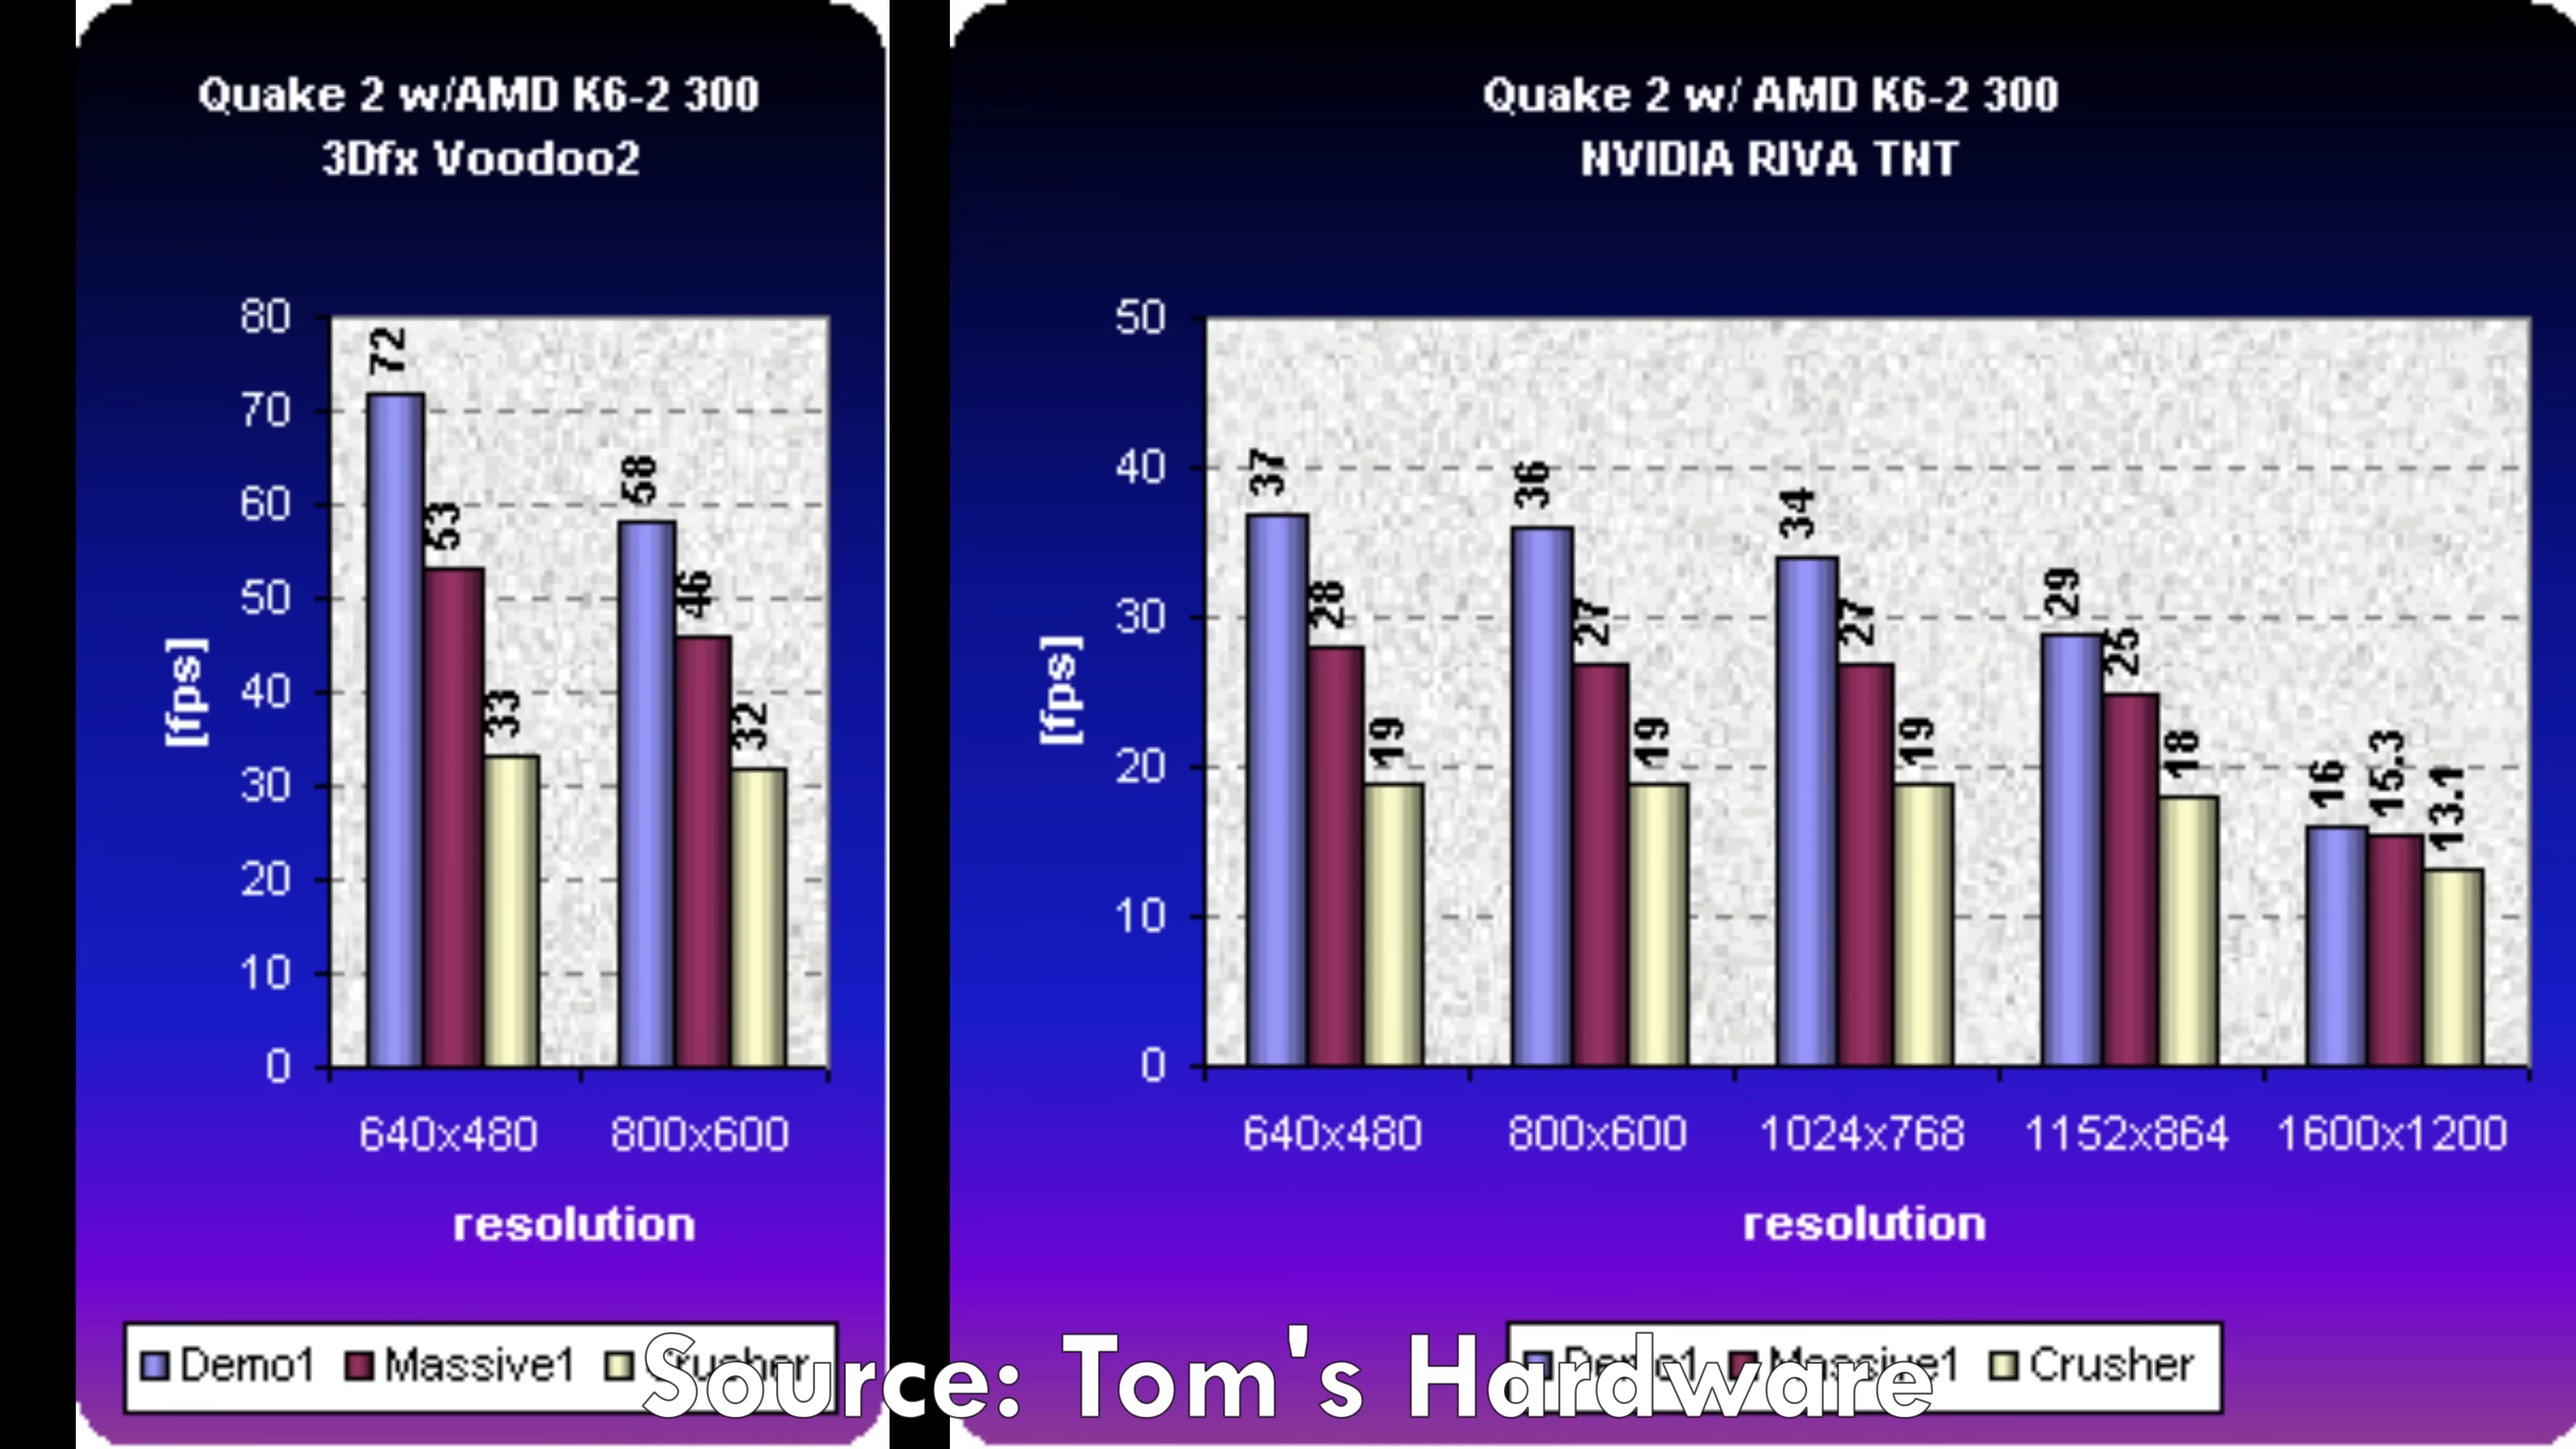 Quake 2 w/AMD K6-2 300
3Dfx Voodoo2
80
70
60
50
40
30
20
10
0
[fps]
72
53
33
58
46
32
640x480
800x600
resolution
Demo1
Massive1
Crusher
Quake 2 w/ AMD K6-2 300
NVIDIA RIVA TNT
50
40
30
20
10
0
[fps]
37
28
19
36
27
19
34
27
19
29
25
18
16
15.3
13.1
640x480
800x600
1024x768
1152x864
1600x1200
resolution
Demo1
Massive1
Crusher
Source: Tom's Hardware